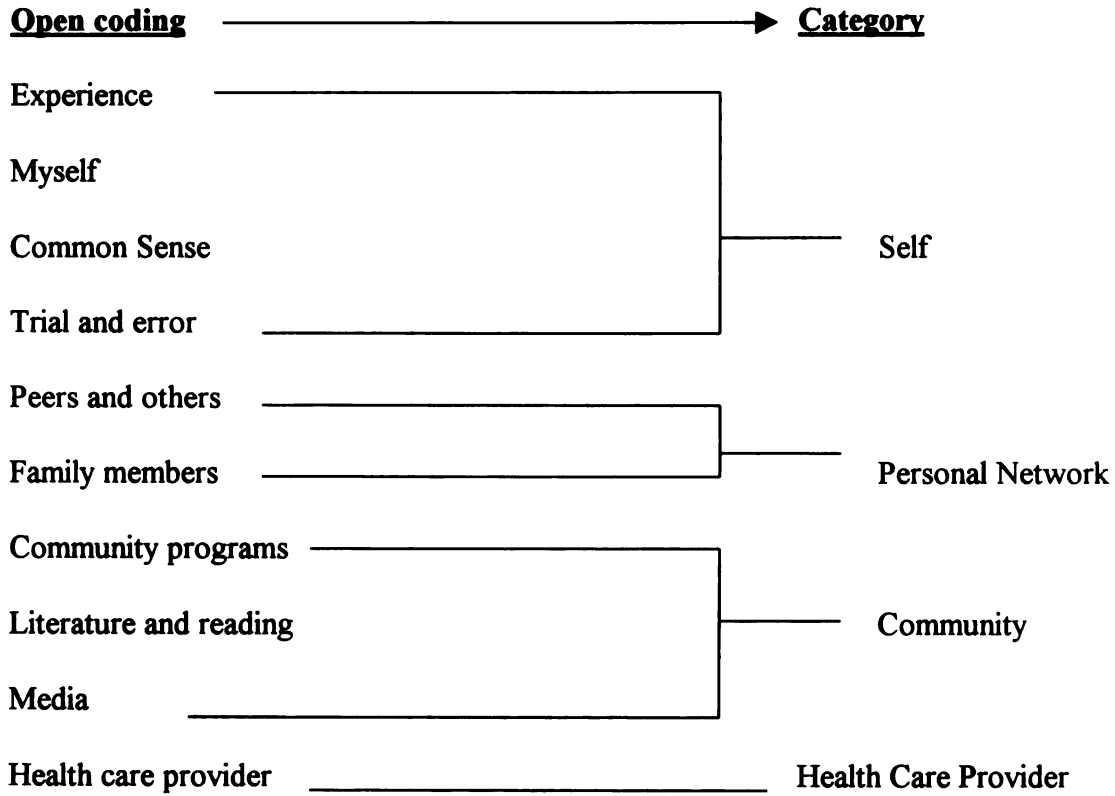 Open coding Category
Experience
Myself
Common Sense Self
Trial and error
Peers and others
Family members Personal Network
Community programs
Literature and reading Community
Media
Health care provider Health Care Provider